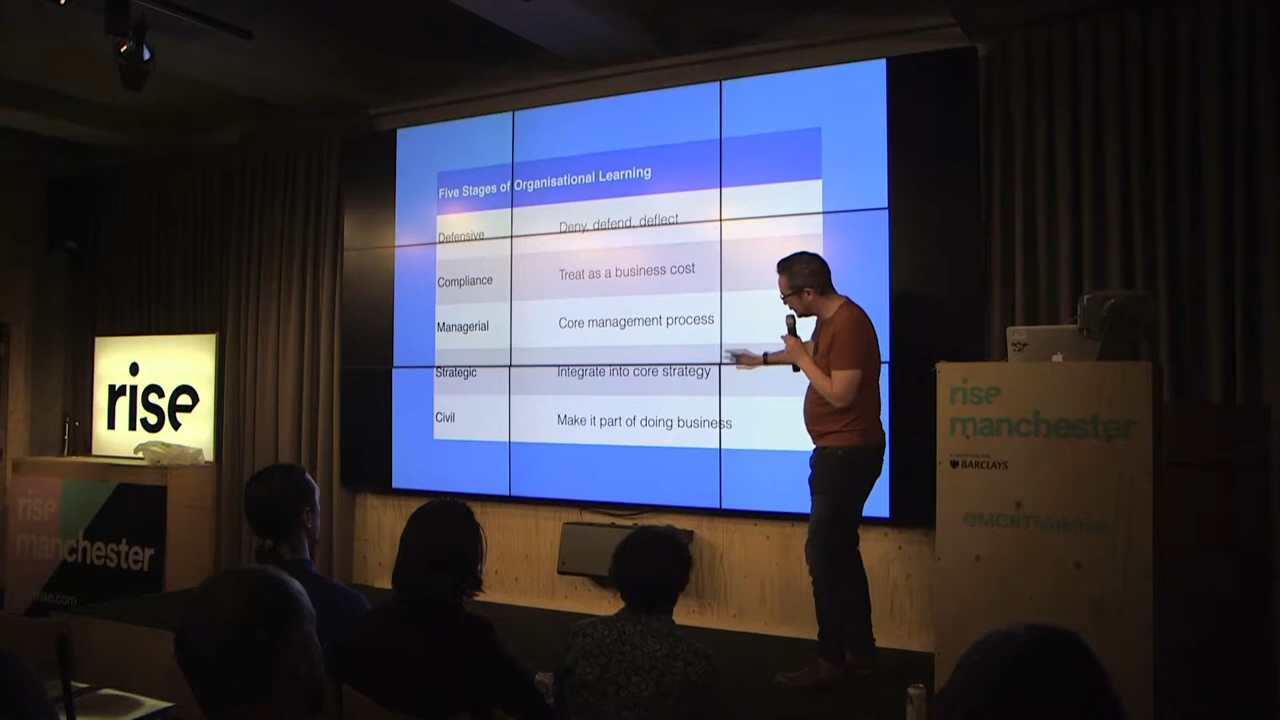 Five Stages of Organisational Learning
Defensive Deny, defend, deflect
Compliance Treat as a business cost
Managerial Core management process
Strategic Integrate into core strategy
Civil Make it part of doing business
rise
rise
manchester
rise
manchester
BARCLAYS
@MCRThinkRise